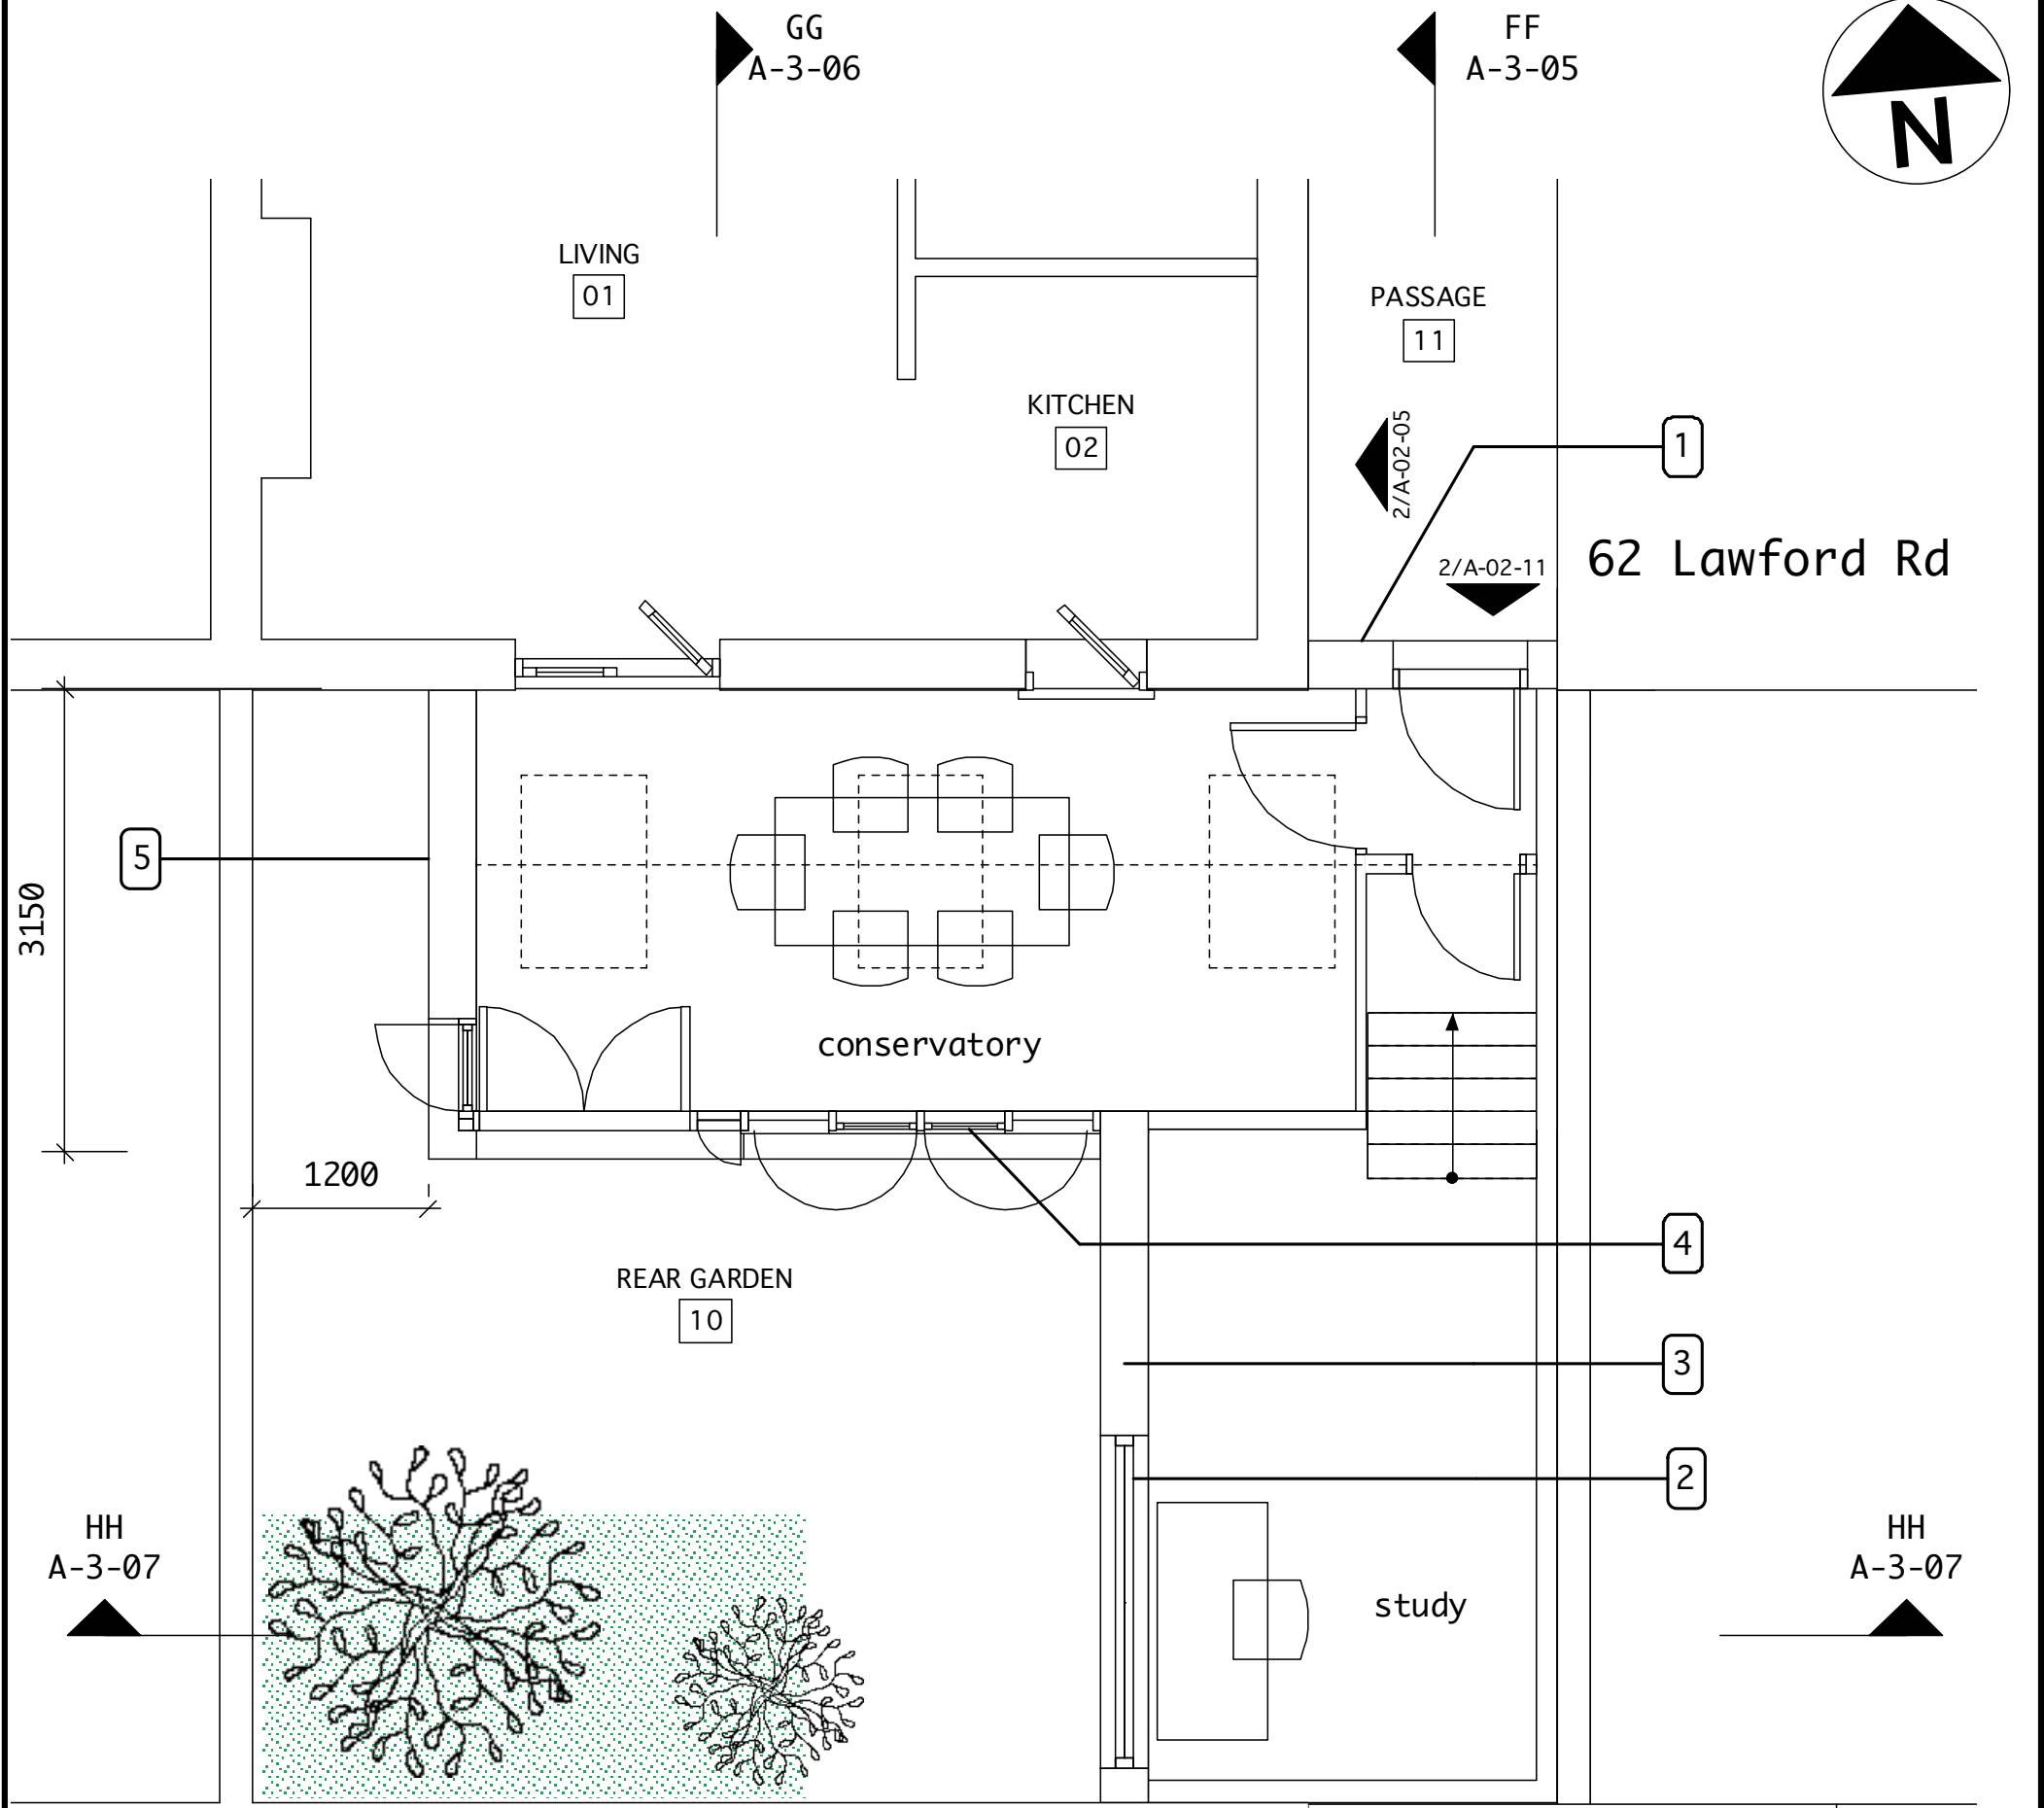 GG
A-3-06
FF
A-3-05
N
LIVING
01
PASSAGE
11
KITCHEN
02
2/A-02-05
1
2/A-02-11
62 Lawford Rd
5
3150
conservatory
1200
4
REAR GARDEN
10
3
2
HH
A-3-07
study
HH
A-3-07